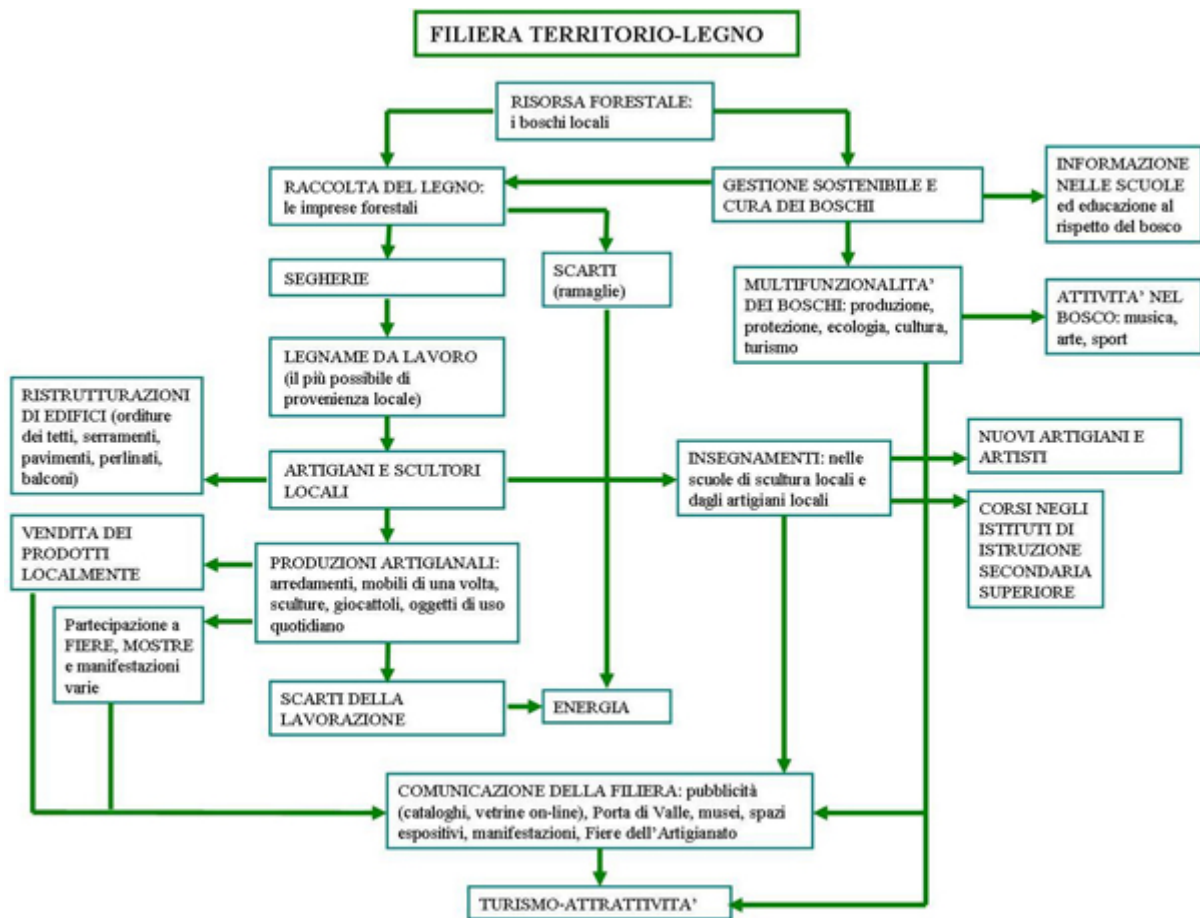 FILIERA TERRITORIO-LEGNO
RISORSA FORESTALE:
i boschi locali
RACCOLTA DEL LEGNO:
le imprese forestali
GESTIONE SOSTENIBILE E
CURA DEI BOSCHI
INFORMAZIONE
NELLE SCUOLE
ed educazione al
rispetto del bosco
SEGHERIE
SCARTI
(ramaglie)
MULTIFUNZIONALITA’
DEI BOSCHI: produzione,
protezione, ecologia, cultura,
turismo
ATTIVITA’ NEL
BOSCO: musica,
arte, sport
LEGNAME DA LAVORO
(il più possibile di
provenienza locale)
RISTRUTTURAZIONI
DI EDIFICI (orditure
dei tetti, serramenti,
pavimenti, perlinati,
balconi)
ARTIGIANI E SCULTORI
LOCALI
INSEGNAMENTI: nelle
scuole di scultura locali e
dagli artigiani locali
NUOVI ARTIGIANI E
ARTISTI
CORSI NEGLI
ISTITUTI DI
ISTRUZIONE
SECONDARIA
SUPERIORE
VENDITA DEI
PRODOTTI
LOCALMENTE
PRODUZIONI ARTIGIANALI:
arredamenti, mobili di una volta,
sculture, giocattoli, oggetti di uso
quotidiano
Partecipazione a
FIERE, MOSTRE
e manifestazioni
varie
SCARTI DELLA
LAVORAZIONE
ENERGIA
COMUNICAZIONE DELLA FILIERA: pubblicità
(cataloghi, vetrine on-line), Porta di Valle, musei, spazi
espositivi, manifestazioni, Fiere dell’Artigianato
TURISMO-ATTRATTIVITA’